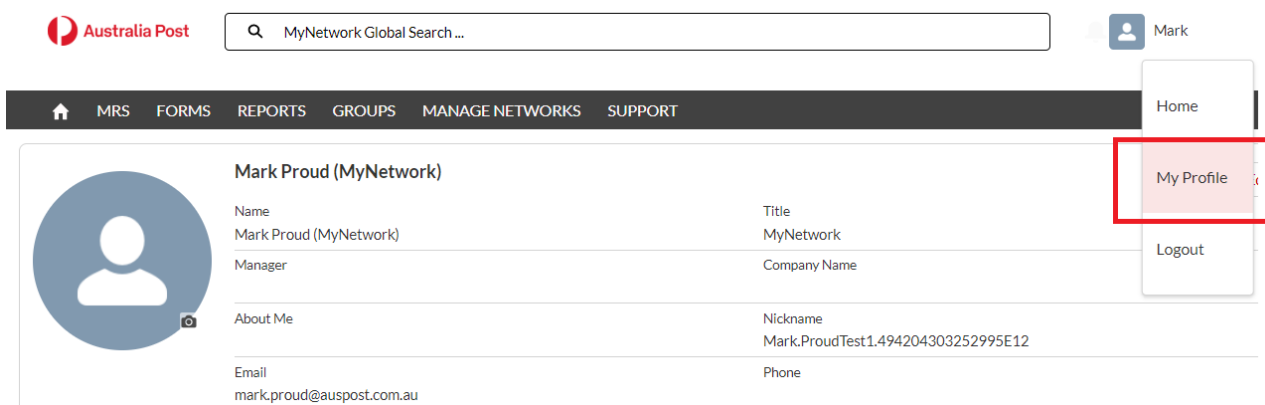 Australia Post
MyNetwork Global Search ...
Mark
MRS FORMS REPORTS GROUPS MANAGE NETWORKS SUPPORT
Home
My Profile
Logout
Mark Proud (MyNetwork)
Name
Mark Proud (MyNetwork)
Title
MyNetwork
Manager
Company Name
About Me
Nickname
Mark.ProudTest1.494204303252995E12
Email
mark.proud@auspost.com.au
Phone